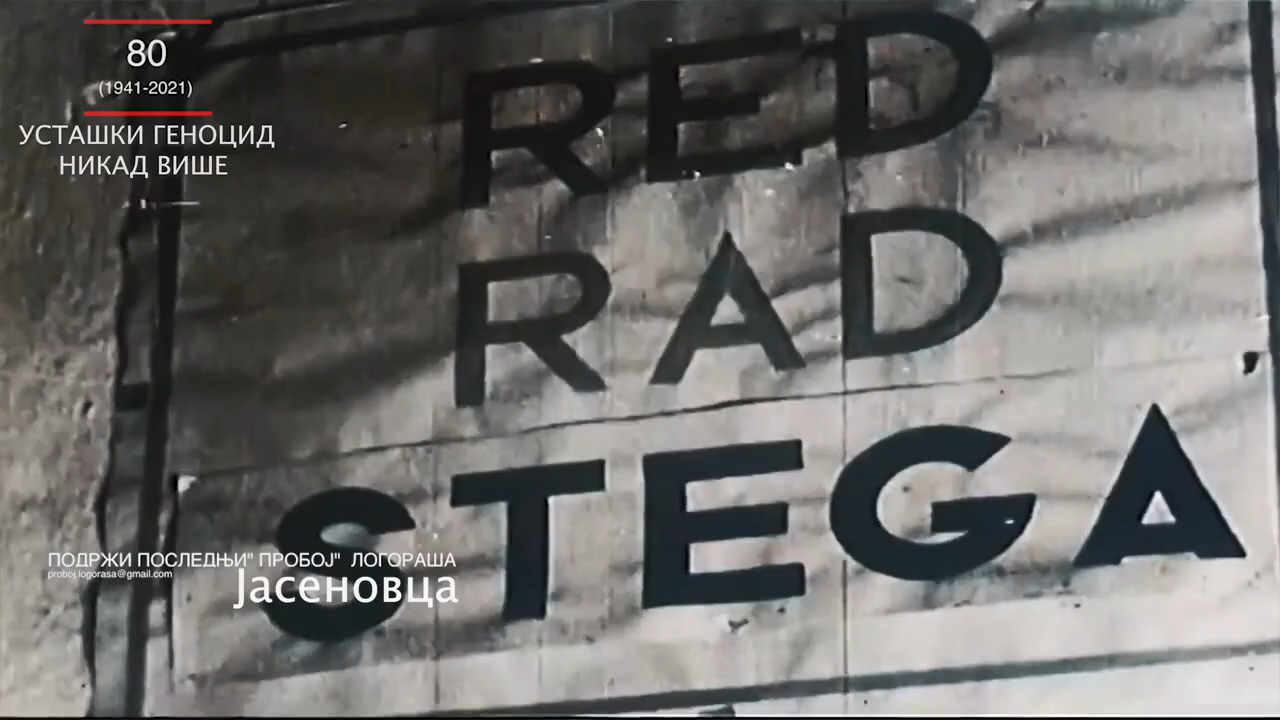 80
(1941-2021)
УСТАШКИ ГЕНОЦИД
НИКАД ВИШЕ
RED
RAD
STEGA
ПОДРЖИ ПОСЛЕДЊИ" ПРОБОЈ" ЛОГОРАША
proboj.logorasa@gmail.com
Јасеновца